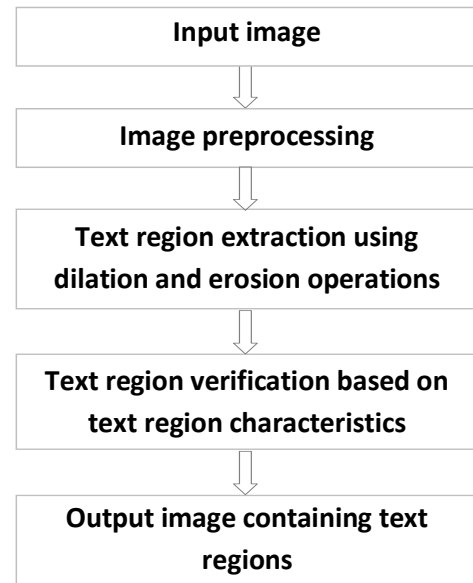 Input image
Image preprocessing
Text region extraction using
dilation and erosion operations
Text region verification based on
text region characteristics
Output image containing text
regions